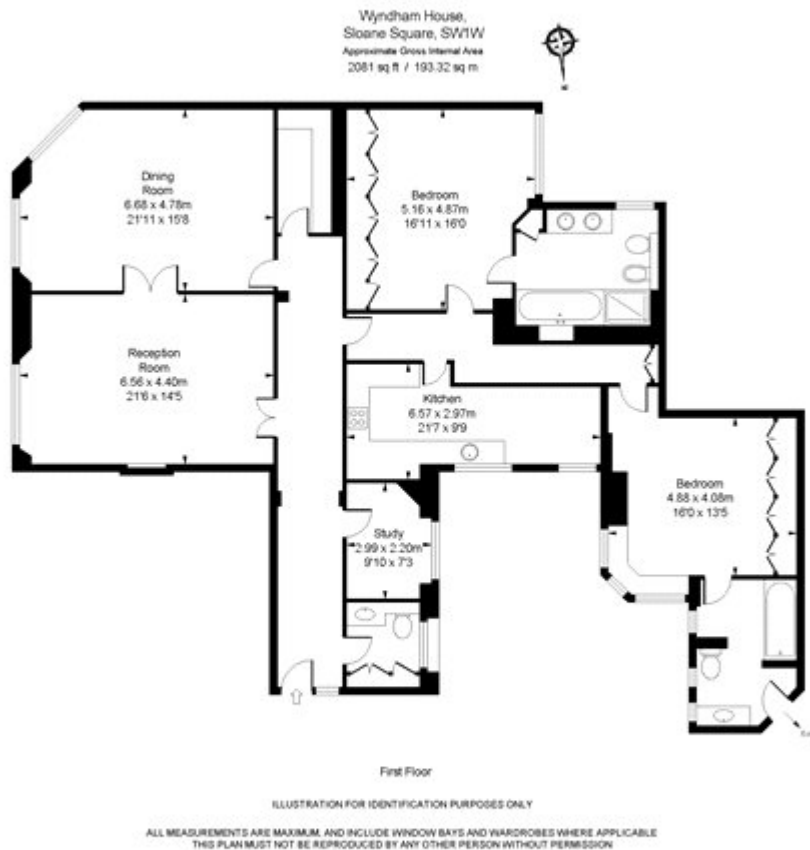 Wyndham House,
Sloane Square, SW1W
Approximate Gross Internal Area
2081 sq ft / 193.32 sq m
Dining
Room
6.68 x 4.78m
21'11 x 15'8
Bedroom
5.16 x 4.87m
16'11 x 16'0
Reception
Room
6.56 x 4.40m
21'6 x 14'5
Kitchen
6.57 x 2.97m
21'7 x 9'9
Bedroom
4.88 x 4.08m
16'0 x 13'5
Study
2.99 x 2.20m
9'10 x 7'3
First Floor
ILLUSTRATION FOR IDENTIFICATION PURPOSES ONLY
ALL MEASUREMENTS ARE MAXIMUM, AND INCLUDE WINDOW BAYS AND WARDROBES WHERE APPLICABLE
THIS PLAN MUST NOT BE REPRODUCED BY ANY OTHER PERSON WITHOUT PERMISSION